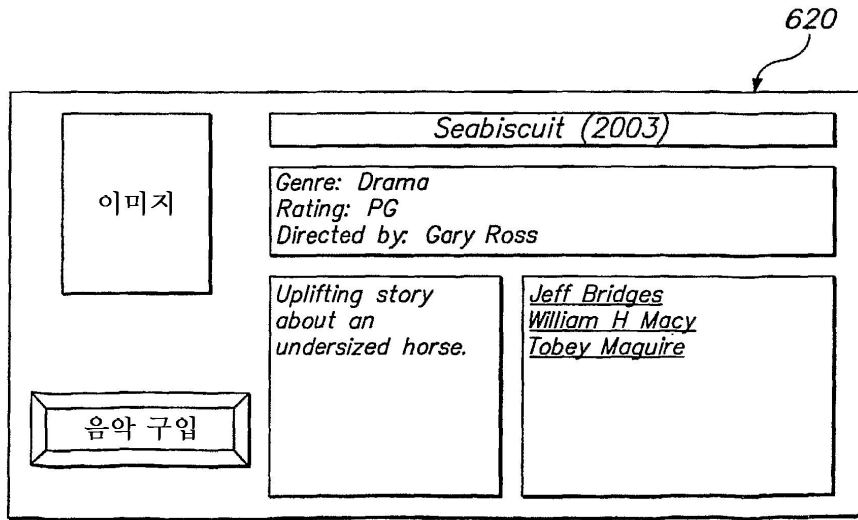 620
이미지
Seabiscuit (2003)
Genre: Drama
Rating: PG
Directed by: Gary Ross
Uplifting story
about an
undersized horse.
Jeff Bridges
William H Macy
Tobey Maguire
음악 구입